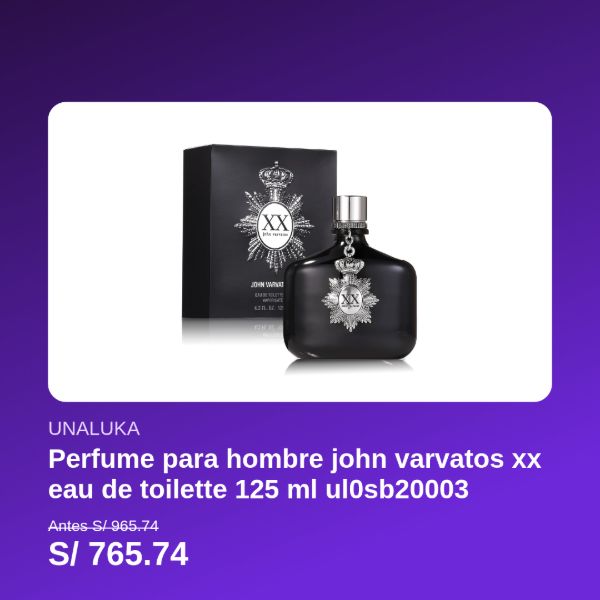 XX
john varvatos
JOHN VARVAT
XX
UNALUKA
Perfume para hombre john varvatos xx
eau de toilette 125 ml ul0sb20003
Antes S/ 965.74
S/ 765.74